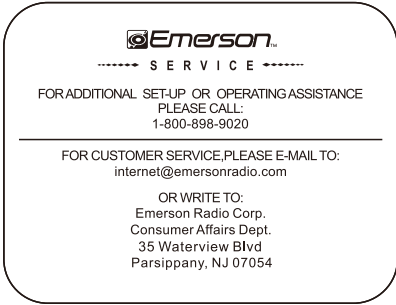 Emerson™
SERVICE
FOR ADDITIONAL SET-UP OR OPERATING ASSISTANCE
PLEASE CALL:
1-800-898-9020
FOR CUSTOMER SERVICE,PLEASE E-MAIL TO:
internet@emersonradio.com
OR WRITE TO:
Emerson Radio Corp.
Consumer Affairs Dept.
35 Waterview Blvd
Parsippany, NJ 07054